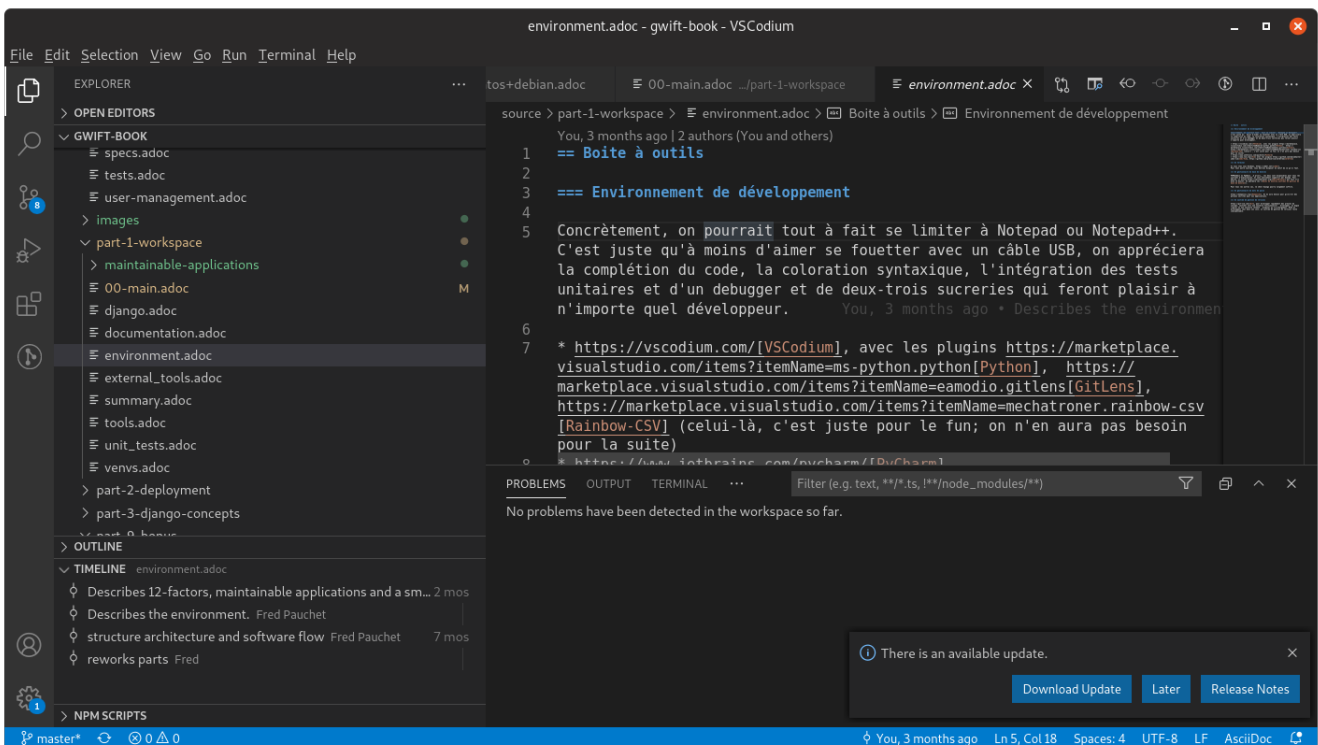 environment.adoc - gwift-book - VSCodium
File Edit Selection View Go Run Terminal Help
EXPLORER
OPEN EDITORS
GWIFT-BOOK
specs.adoc
tests.adoc
user-management.adoc
images
part-1-workspace
maintainable-applications
00-main.adoc M
django.adoc
documentation.adoc
environment.adoc
external_tools.adoc
summary.adoc
tools.adoc
unit_tests.adoc
venvs.adoc
part-2-deployment
part-3-django-concepts
part-9-bonus
OUTLINE
TIMELINE environment.adoc
Describes 12-factors, maintainable applications and a sm... 2 mos
Describes the environment. Fred Pauchet
structure architecture and software flow Fred Pauchet 7 mos
reworks parts Fred
NPM SCRIPTS
8
1
tos+debian.adoc 00-main.adoc .../part-1-workspace environment.adoc
source > part-1-workspace > environment.adoc > Boite à outils > Environnement de développement
You, 3 months ago | 2 authors (You and others)
1 == Boite à outils
2
3 === Environnement de développement
4
5 Concrètement, on pourrait tout à fait se limiter à Notepad ou Notepad++.
C'est juste qu'à moins d'aimer se fouetter avec un câble USB, on appréciera
la complétion du code, la coloration syntaxique, l'intégration des tests
unitaires et d'un debugger et de deux-trois sucreries qui feront plaisir à
n'importe quel développeur. You, 3 months ago • Describes the environmen
6
7 * https://vscodium.com/[VSCodium], avec les plugins https://marketplace.
visualstudio.com/items?itemName=ms-python.python[Python], https://
marketplace.visualstudio.com/items?itemName=eamodio.gitlens[GitLens],
https://marketplace.visualstudio.com/items?itemName=mechatroner.rainbow-csv
[Rainbow-CSV] (celui-là, c'est juste pour le fun; on n'en aura pas besoin
pour la suite)
8 * https://www.jetbrains.com/pycharm/[PyCharm]
PROBLEMS OUTPUT TERMINAL ... Filter (e.g. text, **/*.ts, !**/node_modules/**)
No problems have been detected in the workspace so far.
There is an available update.
Download Update Later Release Notes
master* 0 0 You, 3 months ago Ln 5, Col 18 Spaces: 4 UTF-8 LF AsciiDoc